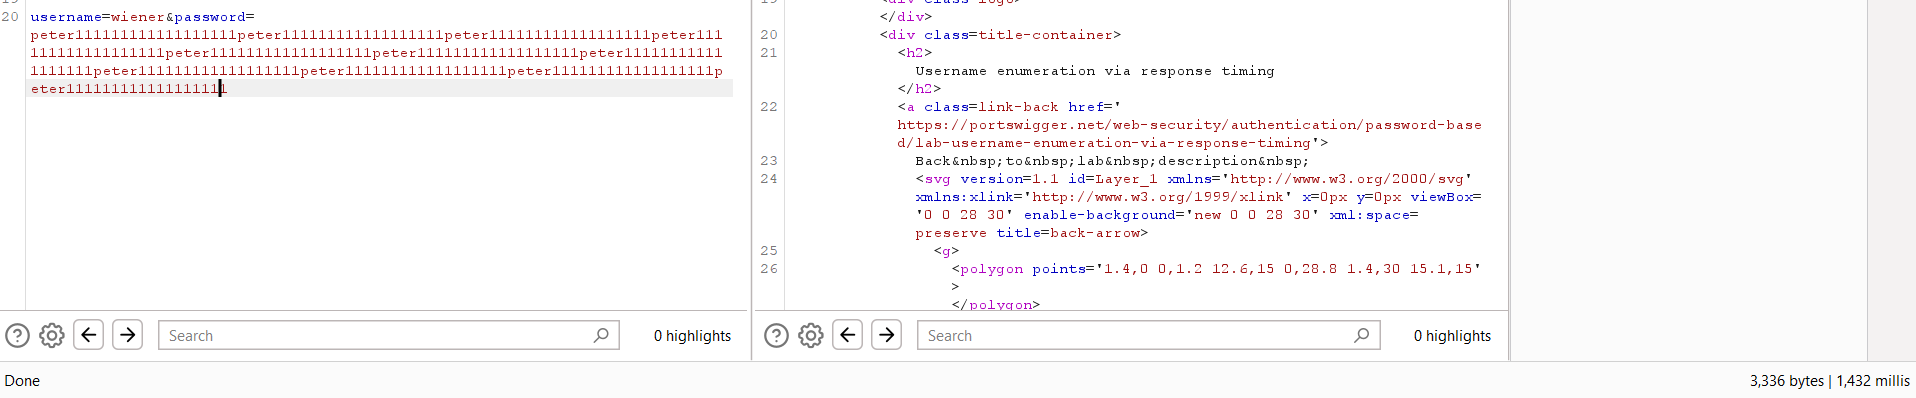 20 username=wiener&password=
peter111111111111111111peter111111111111111111peter111111111111111111peter111
111111111111111peter111111111111111111peter111111111111111111peter11111111111
1111111peter111111111111111111peter111111111111111111peter111111111111111111p
eter111111111111111111
</div>
20 <div class=title-container>
21 <h2>
Username enumeration via response timing
</h2>
22 <a class=link-back href='
https://portswigger.net/web-security/authentication/password-base
d/lab-username-enumeration-via-response-timing'>
23 Back&nbsp;to&nbsp;lab&nbsp;description&nbsp;
24 <svg version=1.1 id=Layer_1 xmlns='http://www.w3.org/2000/svg'
xmlns:xlink='http://www.w3.org/1999/xlink' x=0px y=0px viewBox=
'0 0 28 30' enable-background='new 0 0 28 30' xml:space=
preserve title=back-arrow>
25 <g>
26 <polygon points='1.4,0 0,1.2 12.6,15 0,28.8 1.4,30 15.1,15'
>
</polygon>
Search
0 highlights
Search
0 highlights
Done
3,336 bytes | 1,432 millis